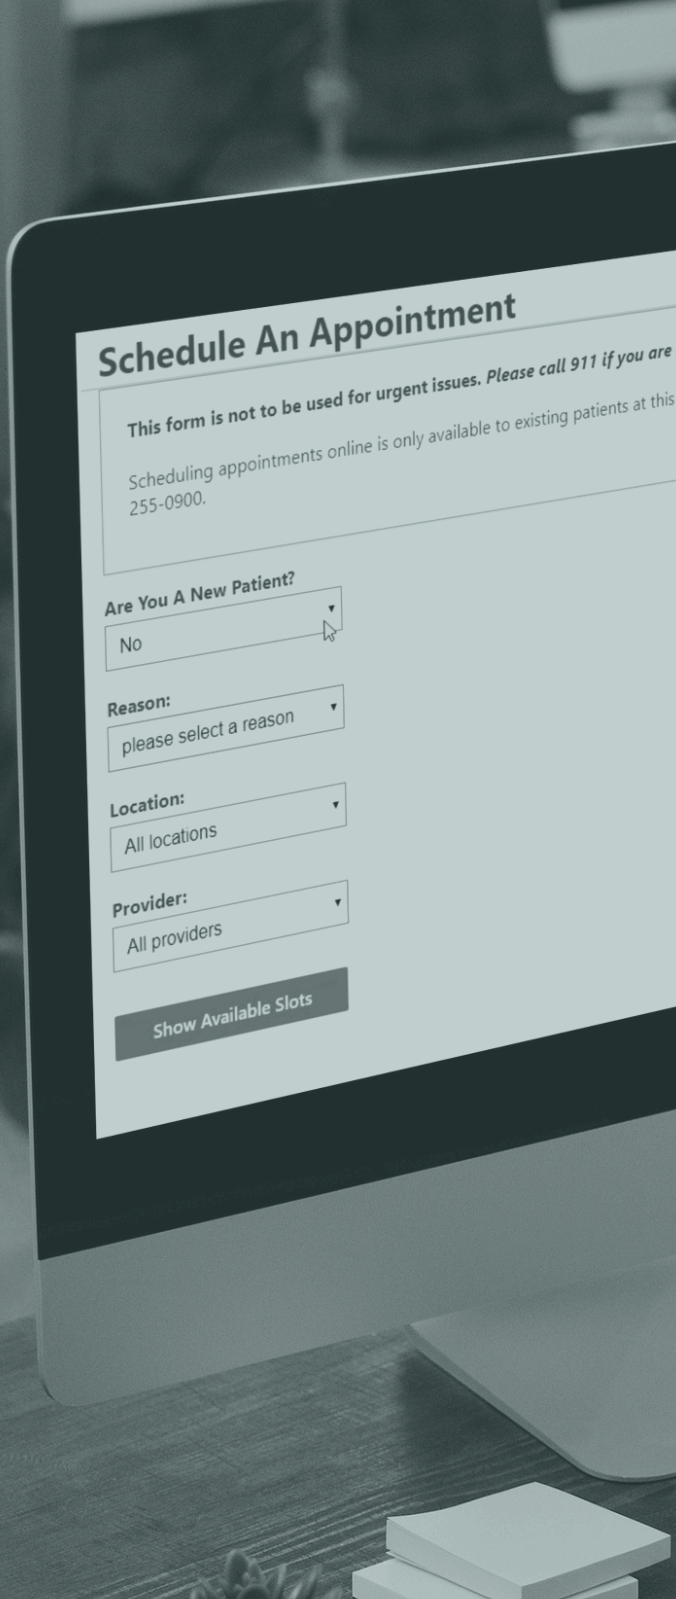 Schedule An Appointment
This form is not to be used for urgent issues. Please call 911 if you are
Scheduling appointments online is only available to existing patients at this
255-0900.
Are You A New Patient?
No
Reason:
please select a reason
Location:
All locations
Provider:
All providers
Show Available Slots